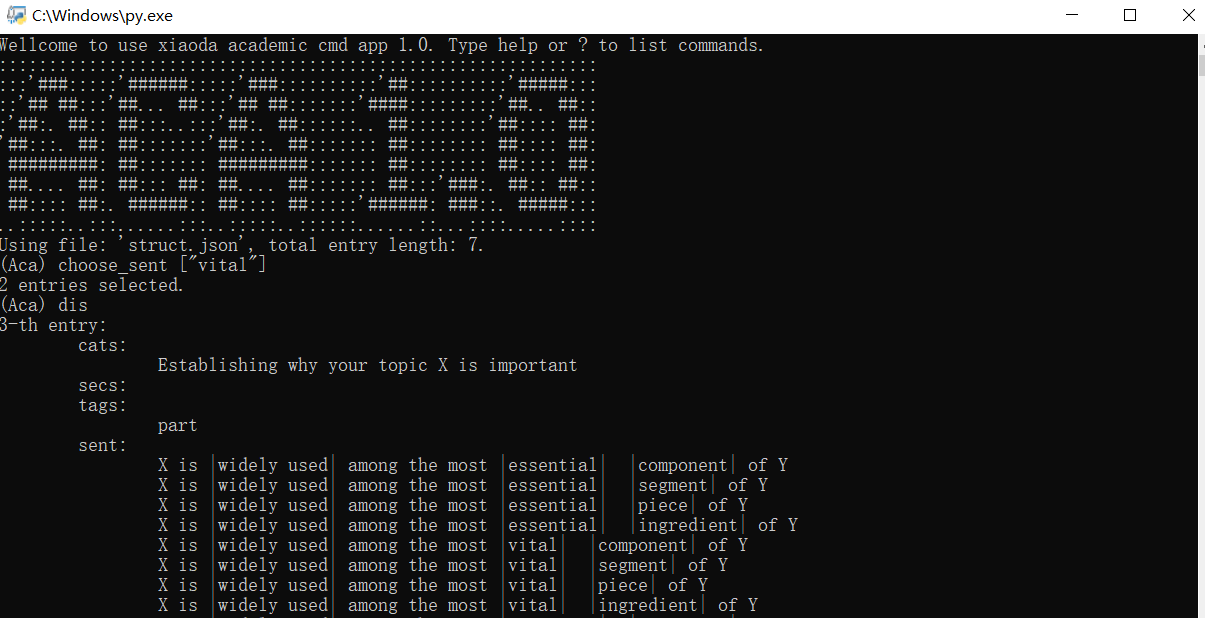 C:\Windows\py.exe
Wellcome to use xiaoda academic cmd app 1.0. Type help or ? to list commands.
ACA 1.0
Using file: 'struct.json', total entry length: 7.
(Aca) choose_sent ["vital"]
2 entries selected.
(Aca) dis
3-th entry:
cats:
Establishing why your topic X is important
secs:
tags:
part
sent:
X is |widely used| among the most |essential| |component| of Y
X is |widely used| among the most |essential| |segment| of Y
X is |widely used| among the most |essential| |piece| of Y
X is |widely used| among the most |essential| |ingredient| of Y
X is |widely used| among the most |vital| |component| of Y
X is |widely used| among the most |vital| |segment| of Y
X is |widely used| among the most |vital| |piece| of Y
X is |widely used| among the most |vital| |ingredient| of Y